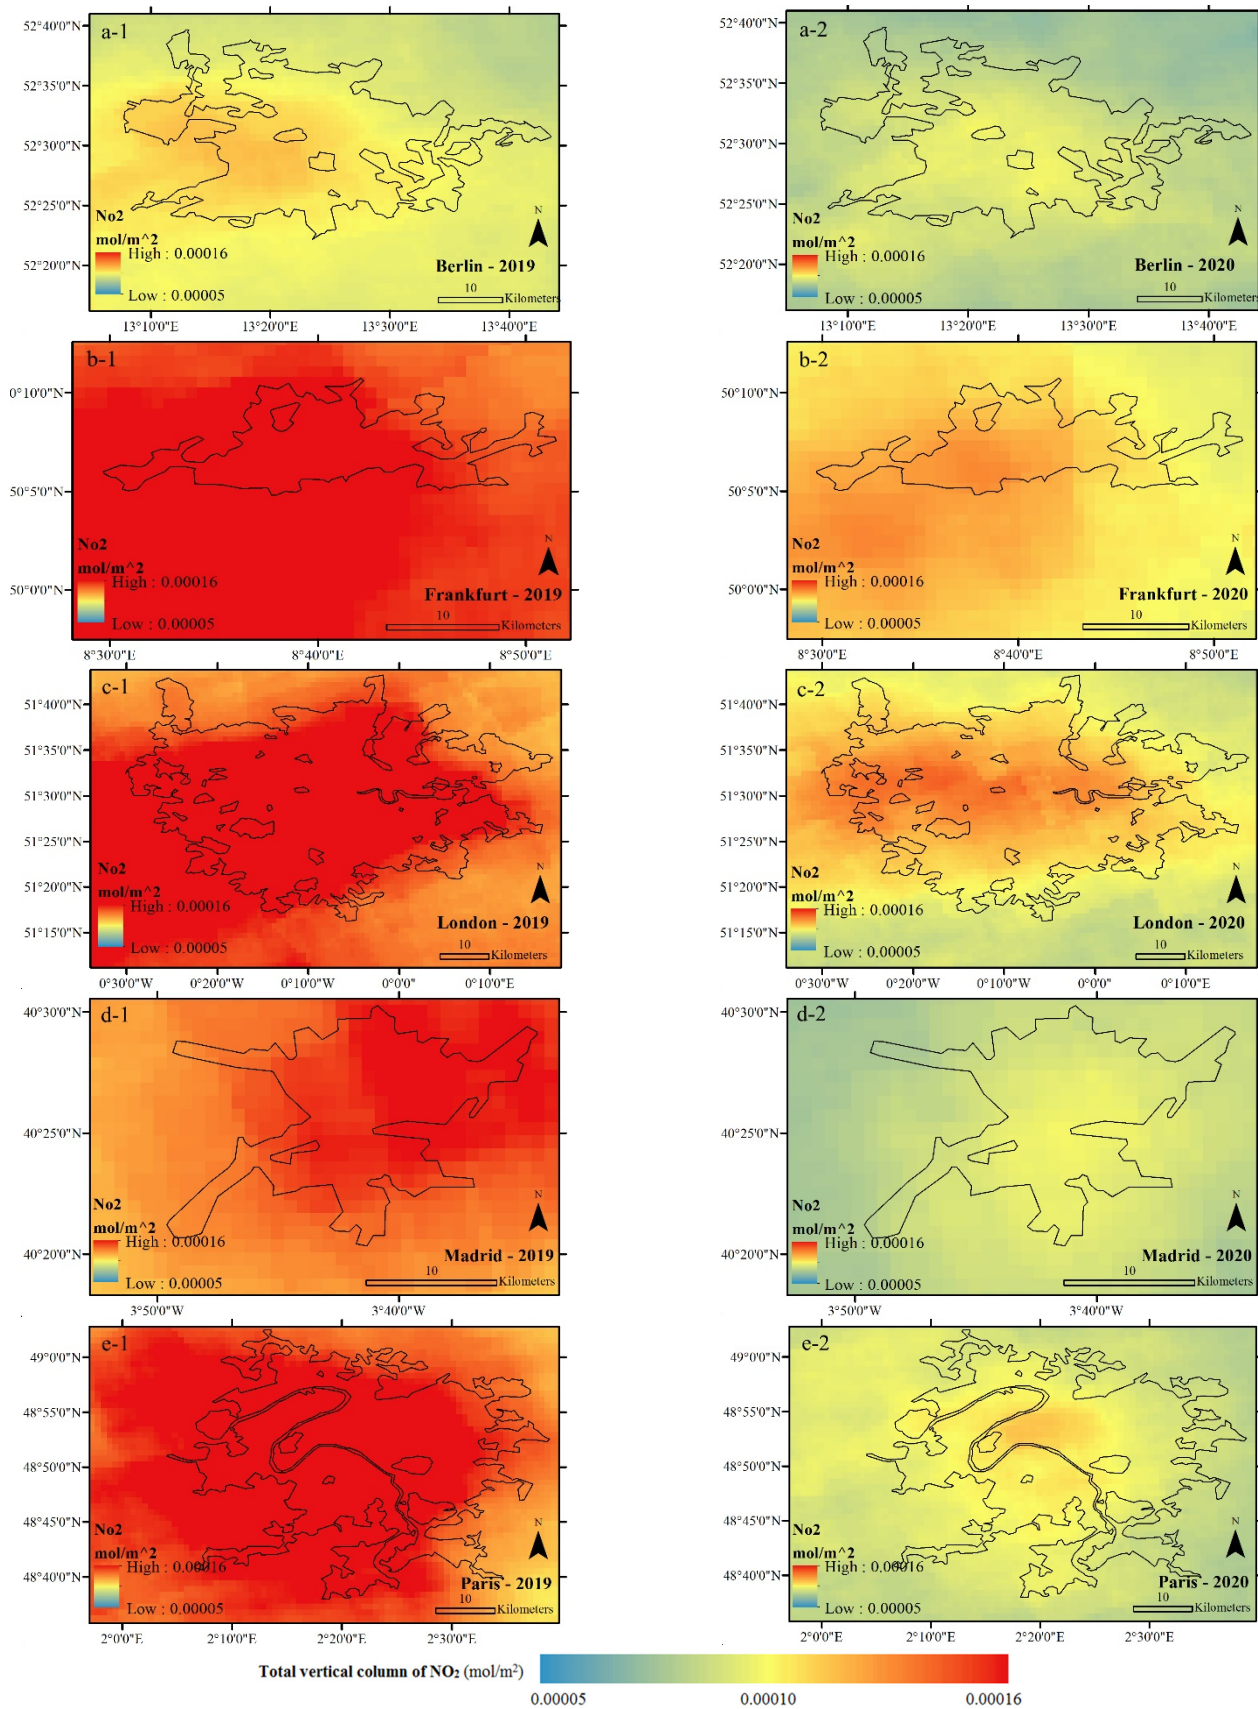 a-1
52°40'0"N
52°35'0"N
52°30'0"N
52°25'0"N
52°20'0"N
No2
mol/m^2
High : 0.00016
Low : 0.00005
N
Berlin - 2019
10
Kilometers
13°10'0"E 13°20'0"E 13°30'0"E 13°40'0"E
a-2
52°40'0"N
52°35'0"N
52°30'0"N
52°25'0"N
52°20'0"N
No2
mol/m^2
High : 0.00016
Low : 0.00005
N
Berlin - 2020
10
Kilometers
13°10'0"E 13°20'0"E 13°30'0"E 13°40'0"E
b-1
0°10'0"N
50°5'0"N
50°0'0"N
No2
mol/m^2
High : 0.00016
Low : 0.00005
N
Frankfurt - 2019
10
Kilometers
8°30'0"E 8°40'0"E 8°50'0"E
b-2
50°10'0"N
50°5'0"N
50°0'0"N
No2
mol/m^2
High : 0.00016
Low : 0.00005
N
Frankfurt - 2020
10
Kilometers
8°30'0"E 8°40'0"E 8°50'0"E
c-1
51°40'0"N
51°35'0"N
51°30'0"N
51°25'0"N
51°20'0"N
51°15'0"N
No2
mol/m^2
High : 0.00016
Low : 0.00005
N
London - 2019
10
Kilometers
0°30'0"W 0°20'0"W 0°10'0"W 0°0'0" 0°10'0"E
c-2
51°40'0"N
51°35'0"N
51°30'0"N
51°25'0"N
51°20'0"N
51°15'0"N
No2
mol/m^2
High : 0.00016
Low : 0.00005
N
London - 2020
10
Kilometers
0°30'0"W 0°20'0"W 0°10'0"W 0°0'0" 0°10'0"E
d-1
40°30'0"N
40°25'0"N
40°20'0"N
No2
mol/m^2
High : 0.00016
Low : 0.00005
N
Madrid - 2019
10
Kilometers
3°50'0"W 3°40'0"W
d-2
40°30'0"N
40°25'0"N
40°20'0"N
No2
mol/m^2
High : 0.00016
Low : 0.00005
N
Madrid - 2020
10
Kilometers
3°50'0"W 3°40'0"W
e-1
49°0'0"N
48°55'0"N
48°50'0"N
48°45'0"N
48°40'0"N
No2
mol/m^2
High : 0.00016
Low : 0.00005
N
Paris - 2019
10
Kilometers
2°0'0"E 2°10'0"E 2°20'0"E 2°30'0"E
e-2
49°0'0"N
48°55'0"N
48°50'0"N
48°45'0"N
48°40'0"N
No2
mol/m^2
High : 0.00016
Low : 0.00005
N
Paris - 2020
10
Kilometers
2°0'0"E 2°10'0"E 2°20'0"E 2°30'0"E
Total vertical column of NO₂ (mol/m²)
0.00005 0.00010 0.00016